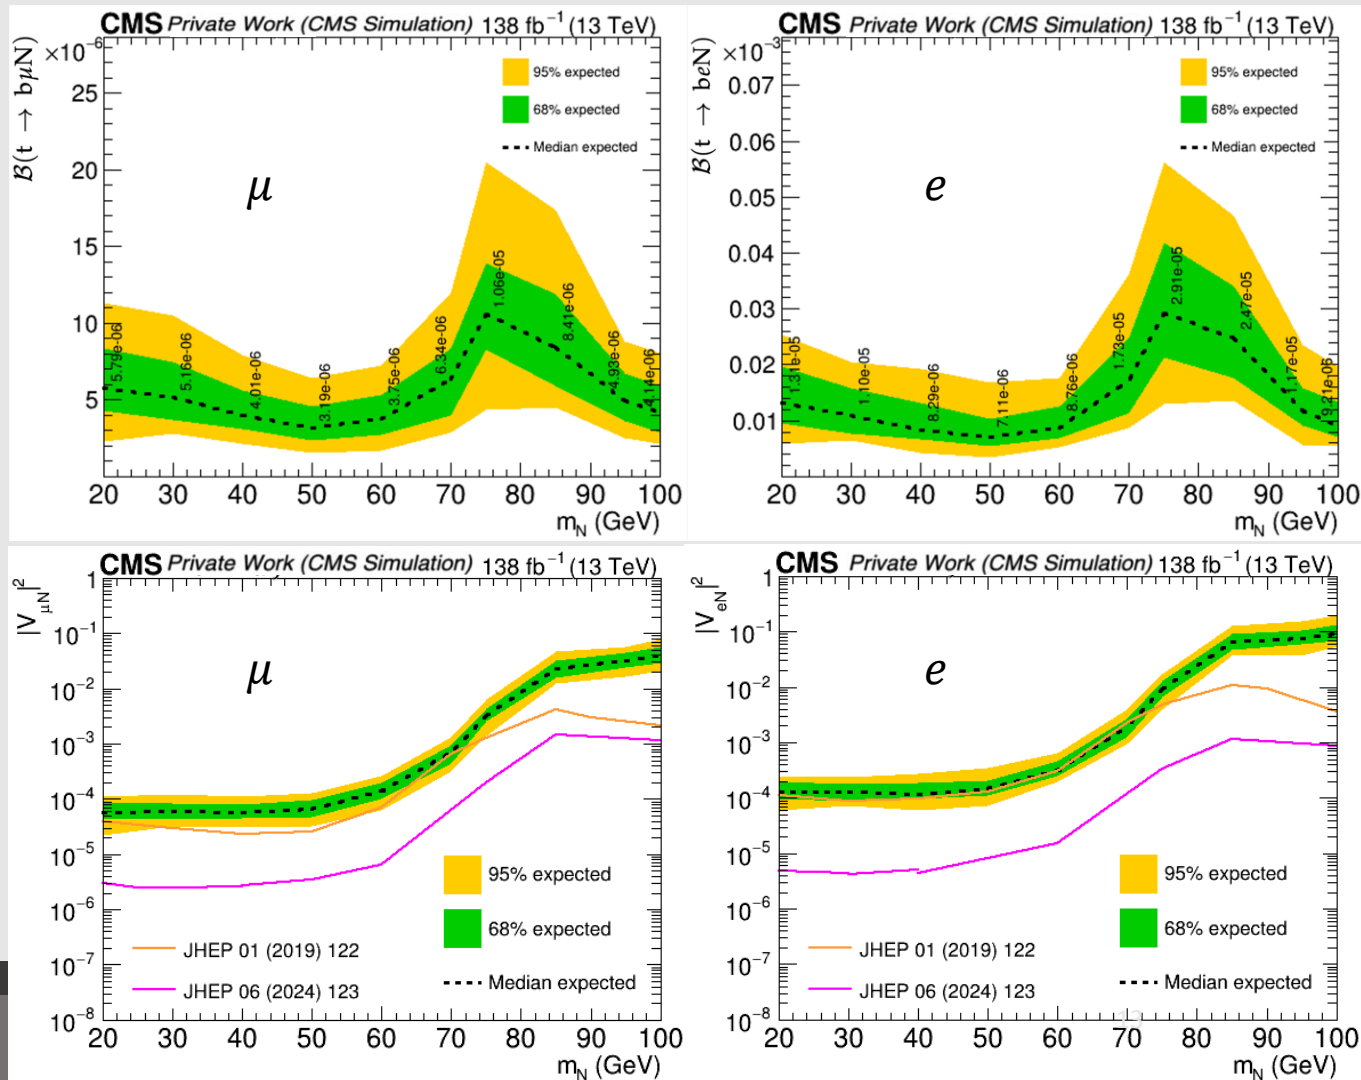 CMS Private Work (CMS Simulation) 138 fb⁻¹ (13 TeV)
×10⁻⁶
B(t → bμN)
95% expected
68% expected
Median expected
μ
25
20
15
10
5
5.79e-06
5.16e-06
4.01e-06
3.19e-06
3.75e-06
6.34e-06
1.06e-05
8.41e-06
4.93e-06
4.14e-06
20 30 40 50 60 70 80 90 100
m_N (GeV)
CMS Private Work (CMS Simulation) 138 fb⁻¹ (13 TeV)
×10⁻³
B(t → beN)
95% expected
68% expected
Median expected
e
0.07
0.06
0.05
0.04
0.03
0.02
0.01
1.31e-05
1.10e-05
8.29e-06
7.11e-06
8.76e-06
1.73e-05
2.91e-05
2.47e-05
1.17e-05
9.21e-06
20 30 40 50 60 70 80 90 100
m_N (GeV)
CMS Private Work (CMS Simulation) 138 fb⁻¹ (13 TeV)
|V_μN|²
μ
1
10⁻¹
10⁻²
10⁻³
10⁻⁴
10⁻⁵
10⁻⁶
10⁻⁷
10⁻⁸
95% expected
68% expected
Median expected
JHEP 01 (2019) 122
JHEP 06 (2024) 123
20 30 40 50 60 70 80 90 100
m_N (GeV)
CMS Private Work (CMS Simulation) 138 fb⁻¹ (13 TeV)
|V_eN|²
e
1
10⁻¹
10⁻²
10⁻³
10⁻⁴
10⁻⁵
10⁻⁶
10⁻⁷
10⁻⁸
95% expected
68% expected
Median expected
JHEP 01 (2019) 122
JHEP 06 (2024) 123
13
20 30 40 50 60 70 80 90 100
m_N (GeV)